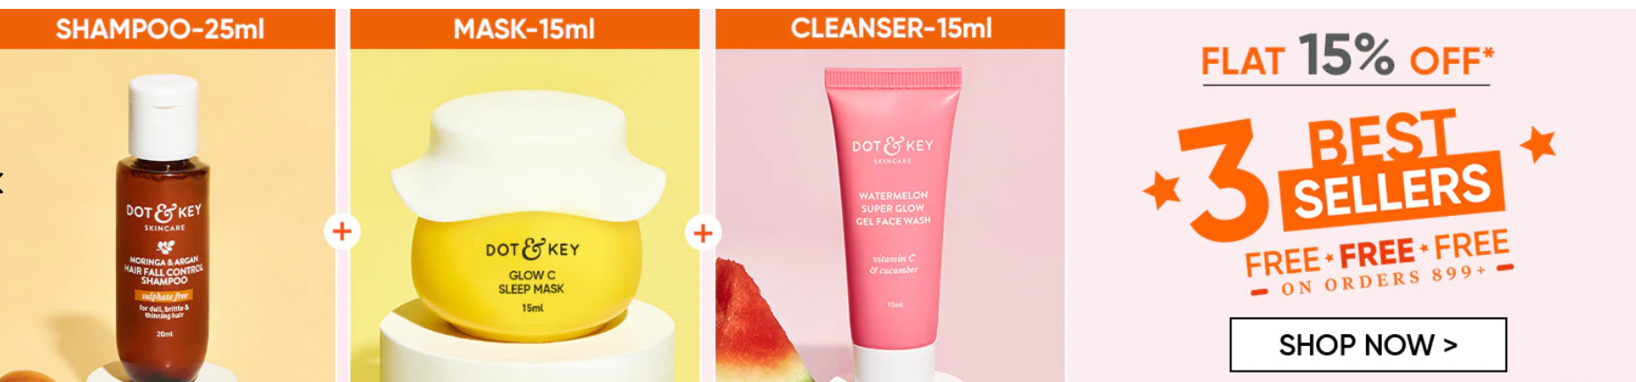 SHAMPOO-25ml
DOT & KEY
SKINCARE
MORINGA & ARGAN
HAIR FALL CONTROL
SHAMPOO
sulphate free
for dull, brittle &
thinning hair
20ml
+
MASK-15ml
DOT & KEY
GLOW C
SLEEP MASK
15ml
+
CLEANSER-15ml
DOT & KEY
SKINCARE
WATERMELON
SUPER GLOW
GEL FACE WASH
vitamin C
& cucumber
15ml
FLAT 15% OFF*
3 BEST
SELLERS
FREE * FREE * FREE
ON ORDERS 899+
SHOP NOW >